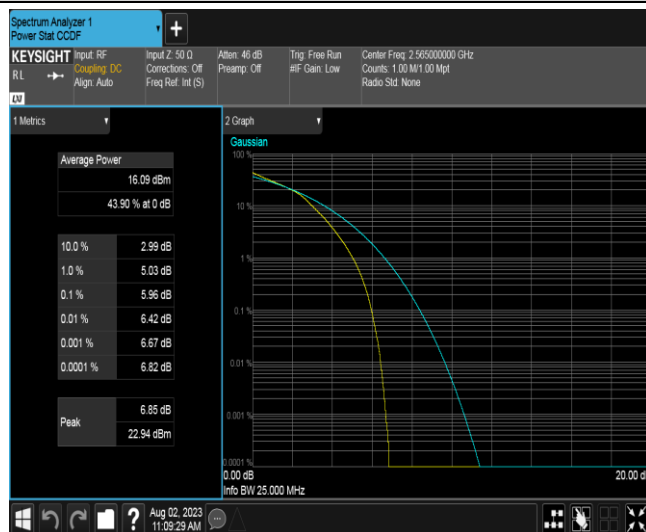 Spectrum Analyzer 1
Power Stat CCDF
KEYSIGHT
RL
Input: RF
Coupling: DC
Align: Auto
Input Z: 50 Ω
Corrections: Off
Freq Ref: Int (S)
Atten: 46 dB
Preamp: Off
Trig: Free Run
#IF Gain: Low
Center Freq: 2.565000000 GHz
Counts: 1.00 M/1.00 Mpt
Radio Std: None
LXI
1 Metrics
Average Power
16.09 dBm
43.90 % at 0 dB
10.0 % 2.99 dB
1.0 % 5.03 dB
0.1 % 5.96 dB
0.01 % 6.42 dB
0.001 % 6.67 dB
0.0001 % 6.82 dB
Peak
6.85 dB
22.94 dBm
2 Graph
Gaussian
100 %
10 %
1 %
0.1 %
0.01 %
0.001 %
0.0001 %
0.00 dB
20.00 d
Info BW 25.000 MHz
Aug 02, 2023
11:09:29 AM